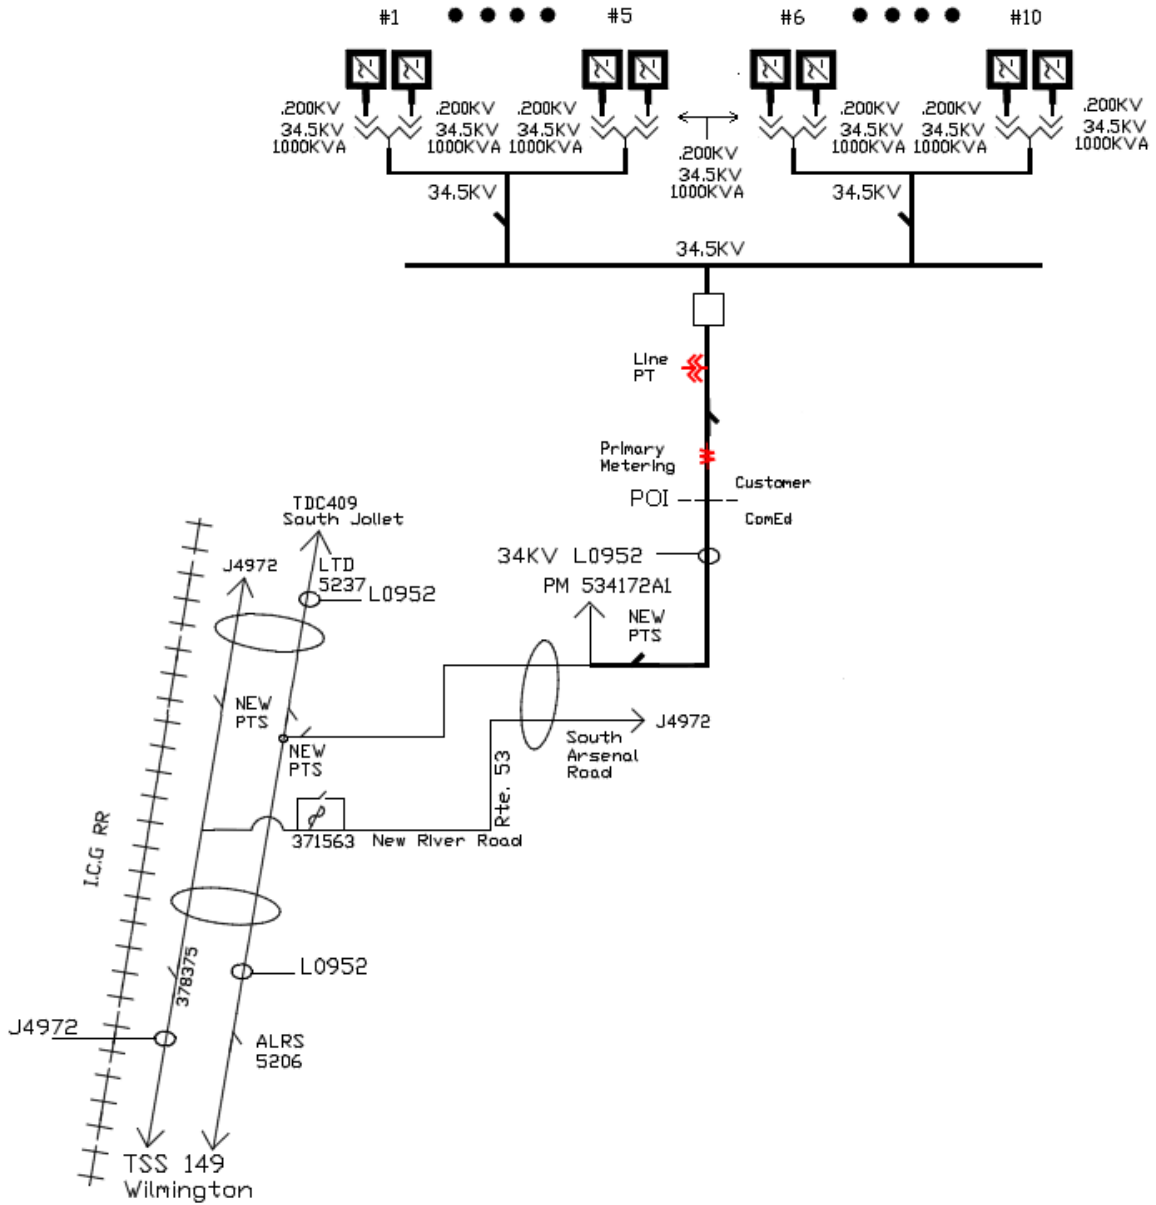 #1
#5
#6
#10
.200KV
34.5KV
1000KVA
.200KV
34.5KV
1000KVA
.200KV
34.5KV
1000KVA
.200KV
34.5KV
1000KVA
.200KV
34.5KV
1000KVA
.200KV
34.5KV
1000KVA
.200KV
34.5KV
1000KVA
34.5KV
34.5KV
34.5KV
Line
PT
Primary
Metering
POI
Customer
ComEd
34KV L0952
PM 534172A1
NEW
PTS
TDC409
South Joliet
J4972
LTD
5237
L0952
NEW
PTS
NEW
PTS
J4972
South
Arsenal
Road
Rte. 53
371563
New River Road
I.C.G RR
378375
L0952
J4972
ALRS
5206
TSS 149
Wilmington